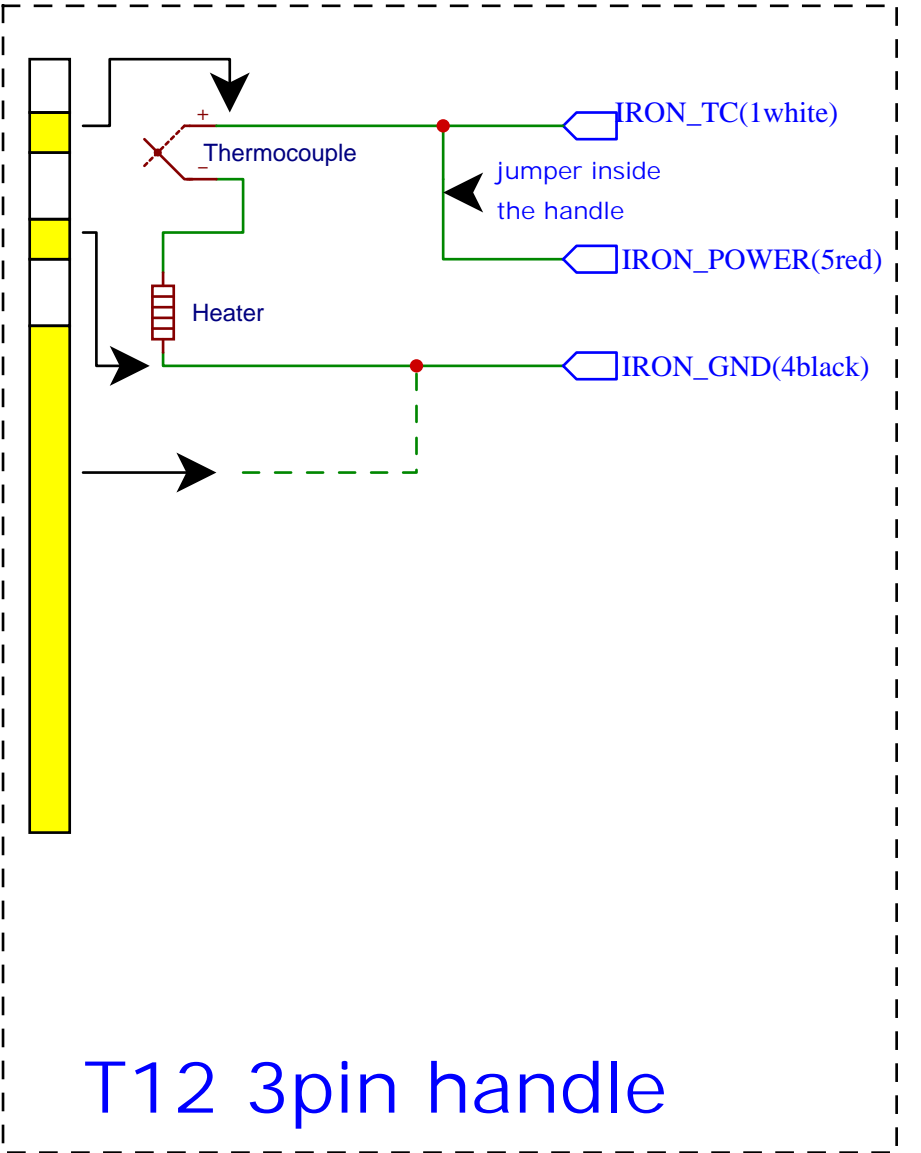 +
IRON_TC(1white)
Thermocouple
−
jumper inside
the handle
IRON_POWER(5red)
Heater
IRON_GND(4black)
T12 3pin handle